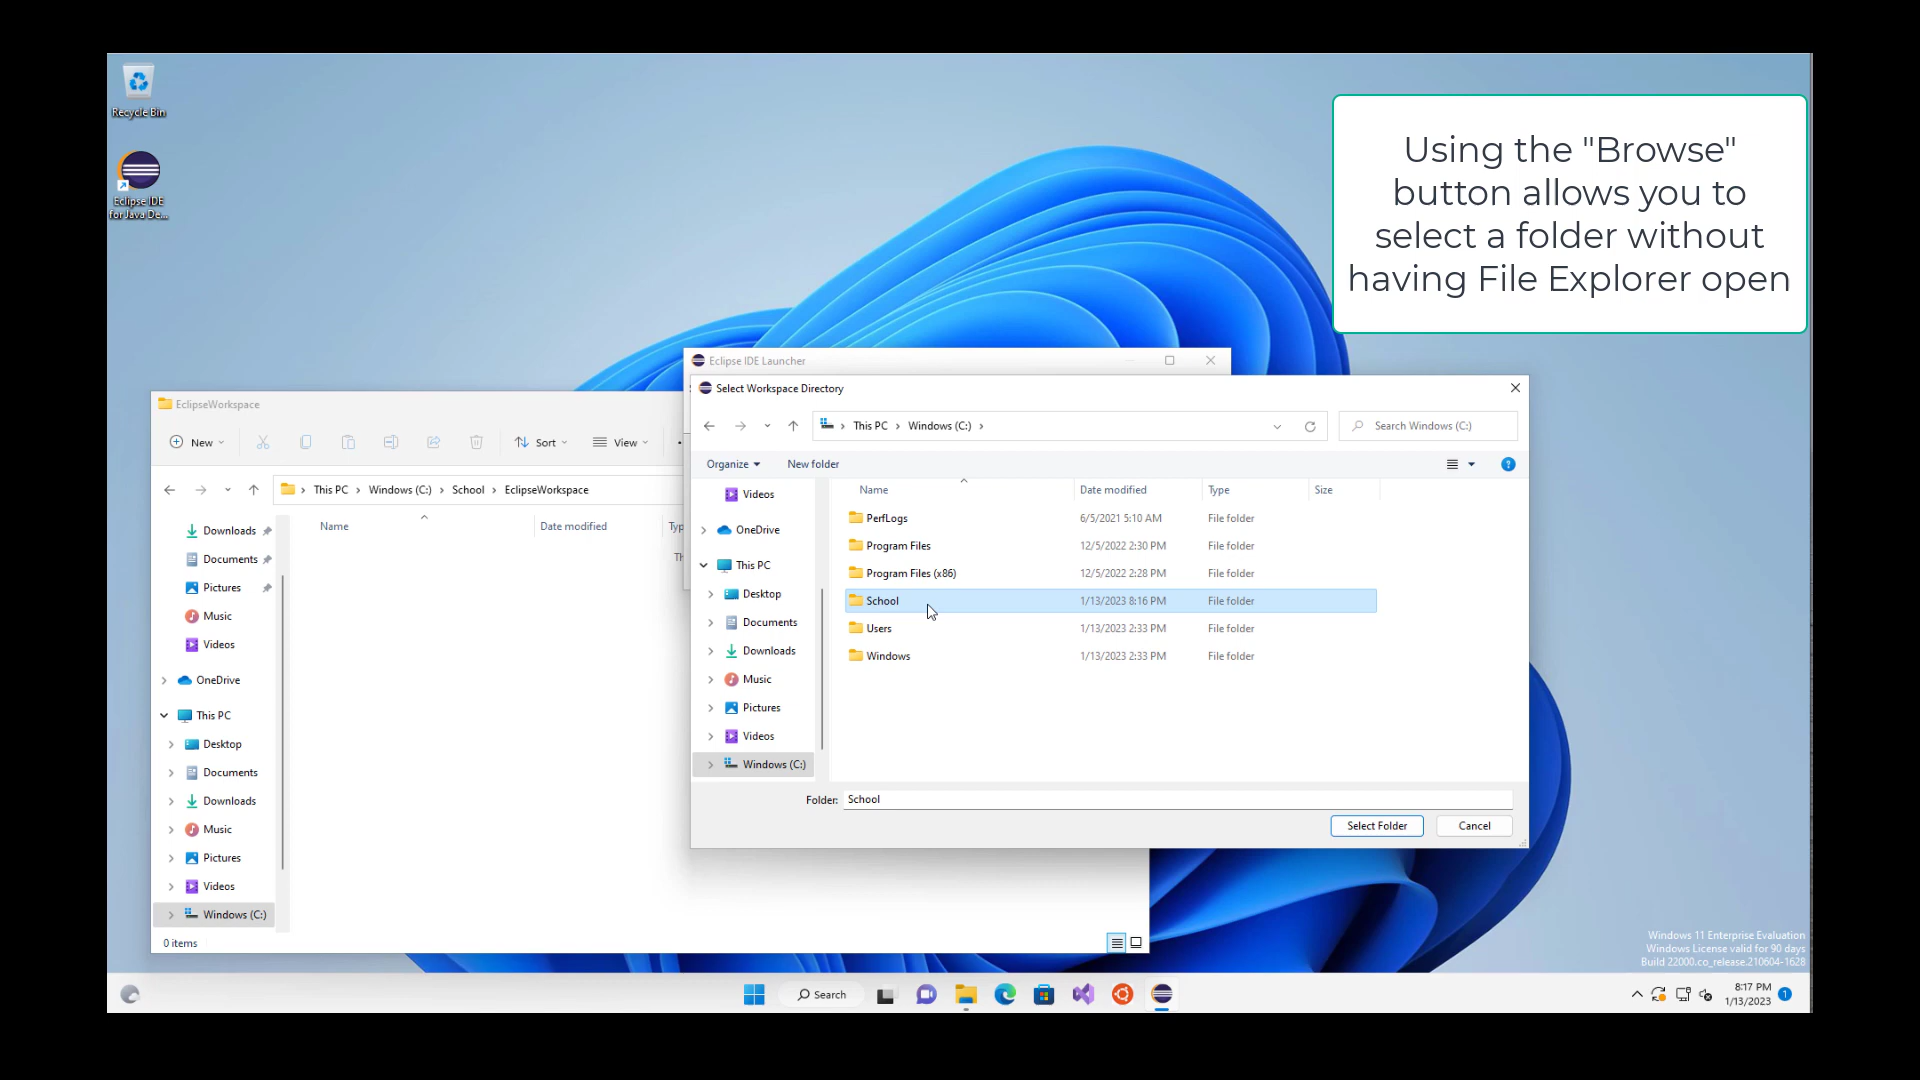 Recycle Bin
Eclipse IDE
for Java De...
Using the "Browse"
button allows you to
select a folder without
having File Explorer open
Eclipse IDE Launcher
Select Workspace Directory
This PC > Windows (C:) >
Search Windows (C:)
Organize
New folder
Name
Date modified
Type
Size
Videos
OneDrive
This PC
Desktop
Documents
Downloads
Music
Pictures
Videos
Windows (C:)
PerfLogs 6/5/2021 5:10 AM File folder
Program Files 12/5/2022 2:30 PM File folder
Program Files (x86) 12/5/2022 2:28 PM File folder
School 1/13/2023 8:16 PM File folder
Users 1/13/2023 2:33 PM File folder
Windows 1/13/2023 2:33 PM File folder
Folder: School
Select Folder
Cancel
EclipseWorkspace
New
Sort
View
> This PC > Windows (C:) > School > EclipseWorkspace
Name
Date modified
Typ
Th
Downloads
Documents
Pictures
Music
Videos
OneDrive
This PC
Desktop
Documents
Downloads
Music
Pictures
Videos
Windows (C:)
0 items
Windows 11 Enterprise Evaluation
Windows License valid for 90 days
Build 22000.co_release.210604-1628
Search
8:17 PM
1/13/2023
1